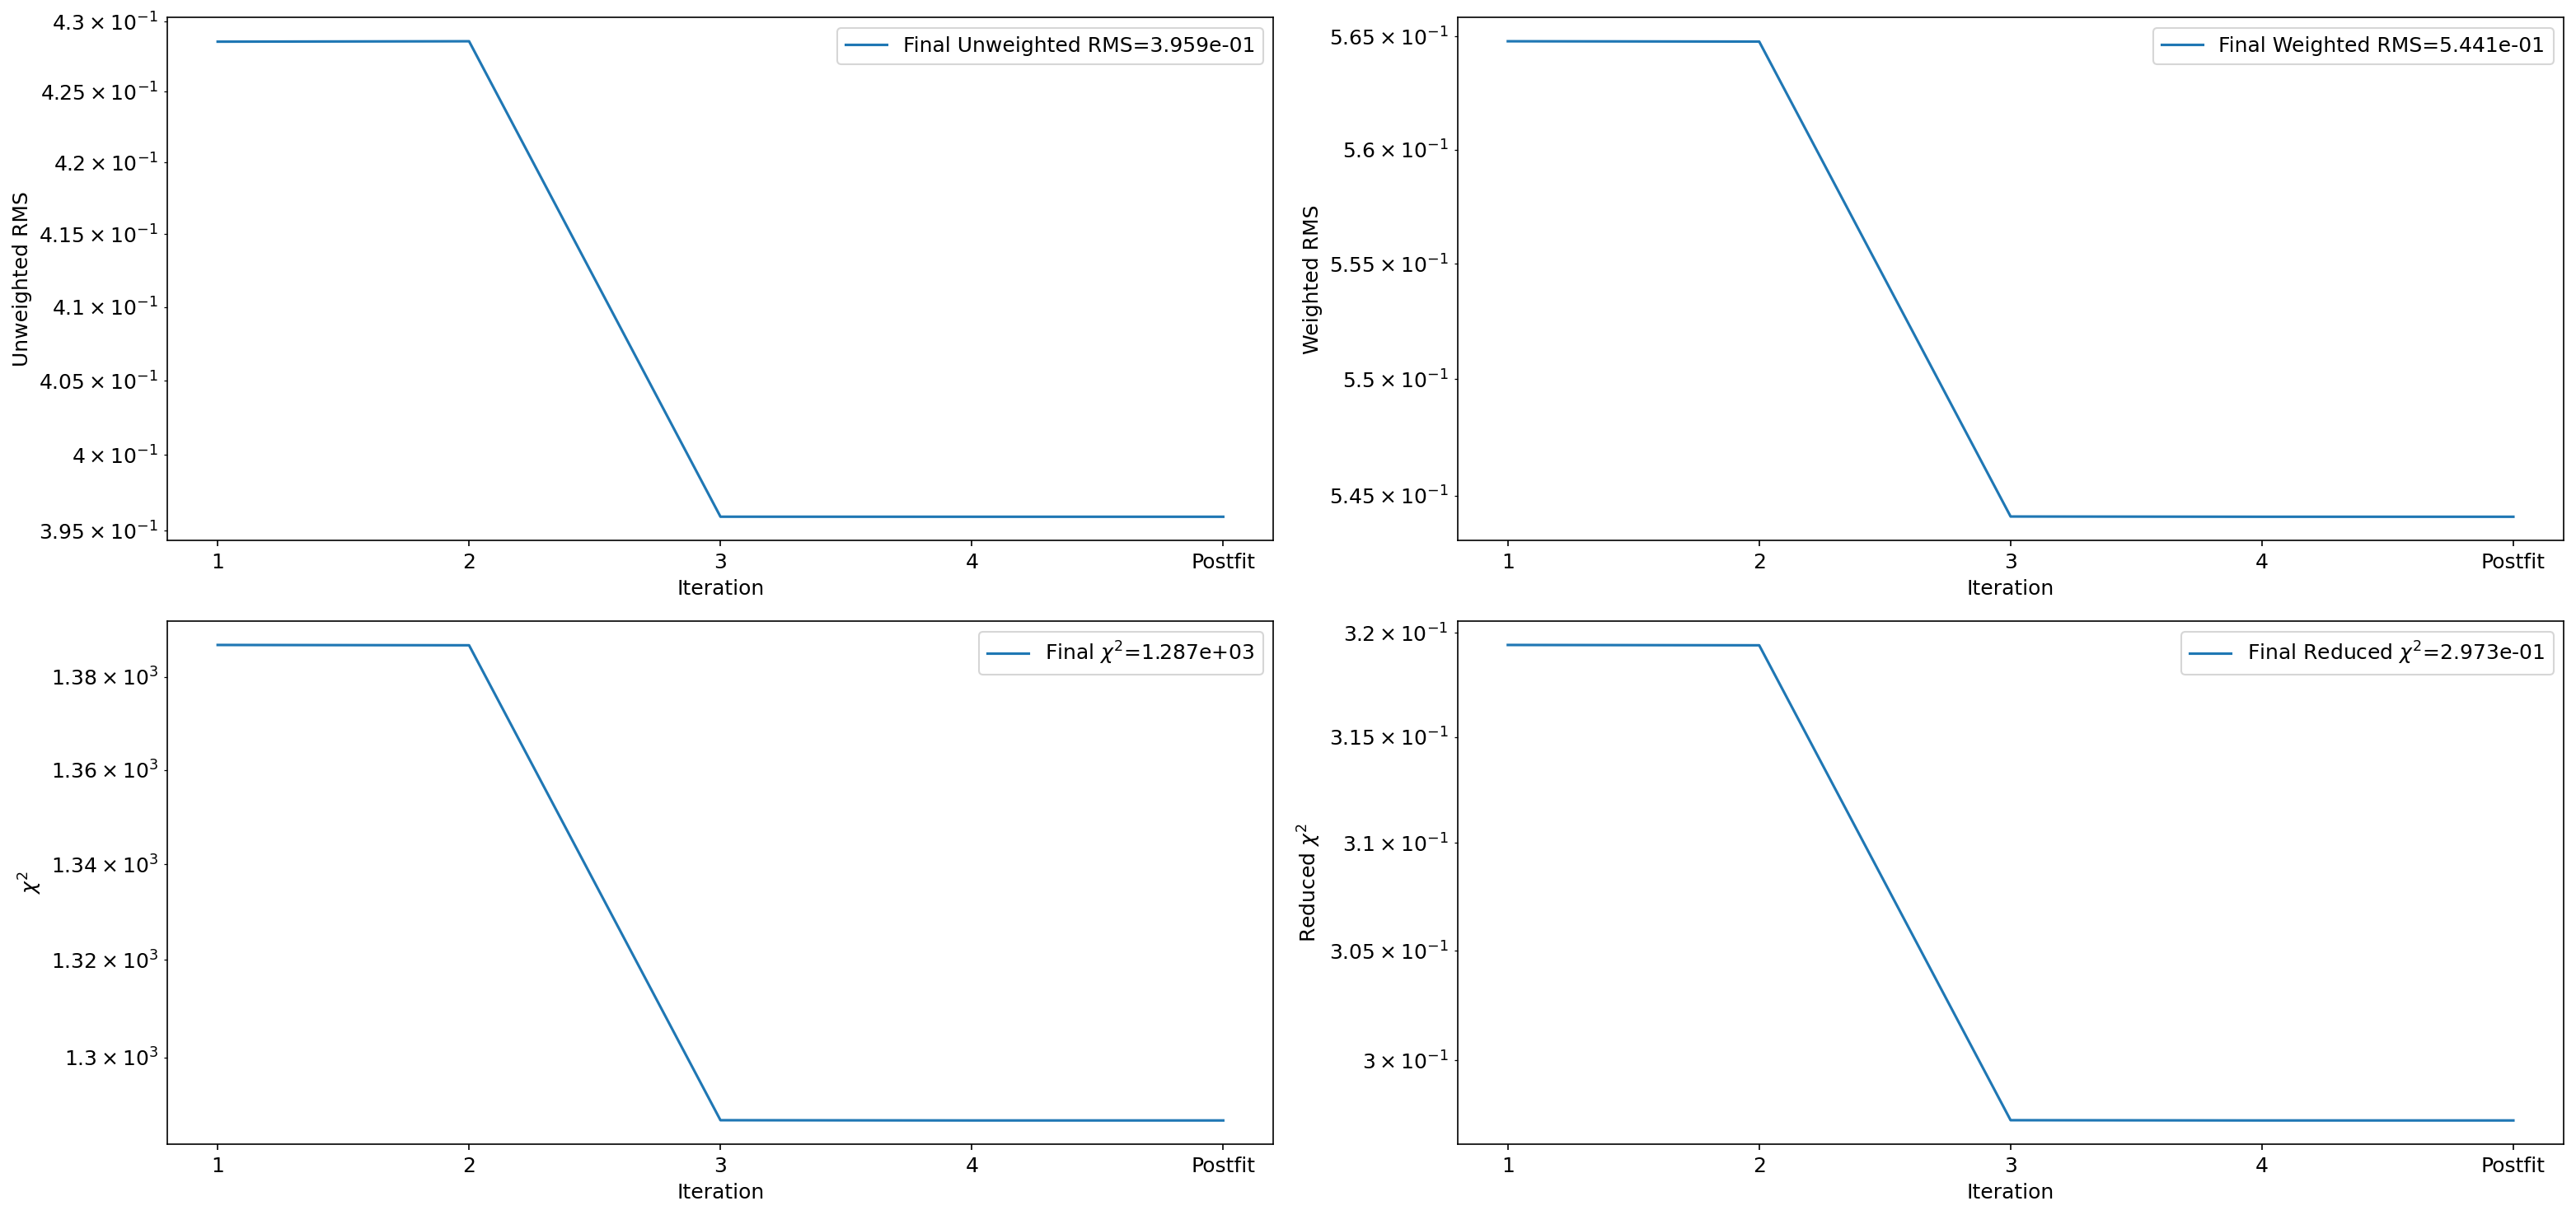 Unweighted RMS
4.3 × 10⁻¹
4.25 × 10⁻¹
4.2 × 10⁻¹
4.15 × 10⁻¹
4.1 × 10⁻¹
4.05 × 10⁻¹
4 × 10⁻¹
3.95 × 10⁻¹
Final Unweighted RMS=3.959e-01
1 2 3 4 Postfit
Iteration
Weighted RMS
5.65 × 10⁻¹
5.6 × 10⁻¹
5.55 × 10⁻¹
5.5 × 10⁻¹
5.45 × 10⁻¹
Final Weighted RMS=5.441e-01
1 2 3 4 Postfit
Iteration
χ²
1.38 × 10³
1.36 × 10³
1.34 × 10³
1.32 × 10³
1.3 × 10³
Final χ²=1.287e+03
1 2 3 4 Postfit
Iteration
Reduced χ²
3.2 × 10⁻¹
3.15 × 10⁻¹
3.1 × 10⁻¹
3.05 × 10⁻¹
3 × 10⁻¹
Final Reduced χ²=2.973e-01
1 2 3 4 Postfit
Iteration